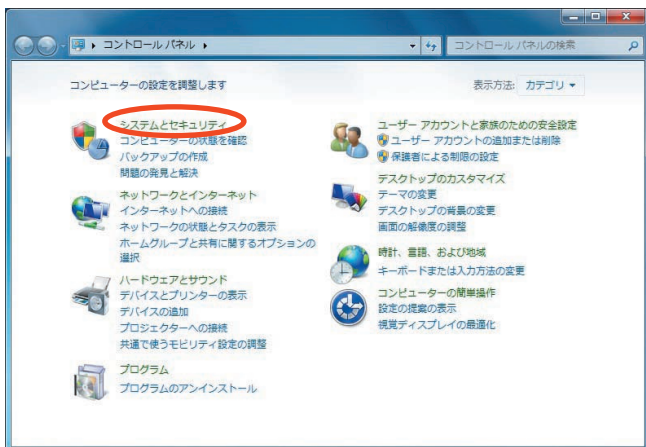 コントロール パネル
コントロール パネルの検索
コンピューターの設定を調整します
表示方法: カテゴリ
システムとセキュリティ
コンピューターの状態を確認
バックアップの作成
問題の発見と解決
ネットワークとインターネット
インターネットへの接続
ネットワークの状態とタスクの表示
ホームグループと共有に関するオプションの
選択
ハードウェアとサウンド
デバイスとプリンターの表示
デバイスの追加
プロジェクターへの接続
共通で使うモビリティ設定の調整
プログラム
プログラムのアンインストール
ユーザー アカウントと家族のための安全設定
ユーザー アカウントの追加または削除
保護者による制限の設定
デスクトップのカスタマイズ
テーマの変更
デスクトップの背景の変更
画面の解像度の調整
時計、言語、および地域
キーボードまたは入力方法の変更
コンピューターの簡単操作
設定の提案の表示
視覚ディスプレイの最適化